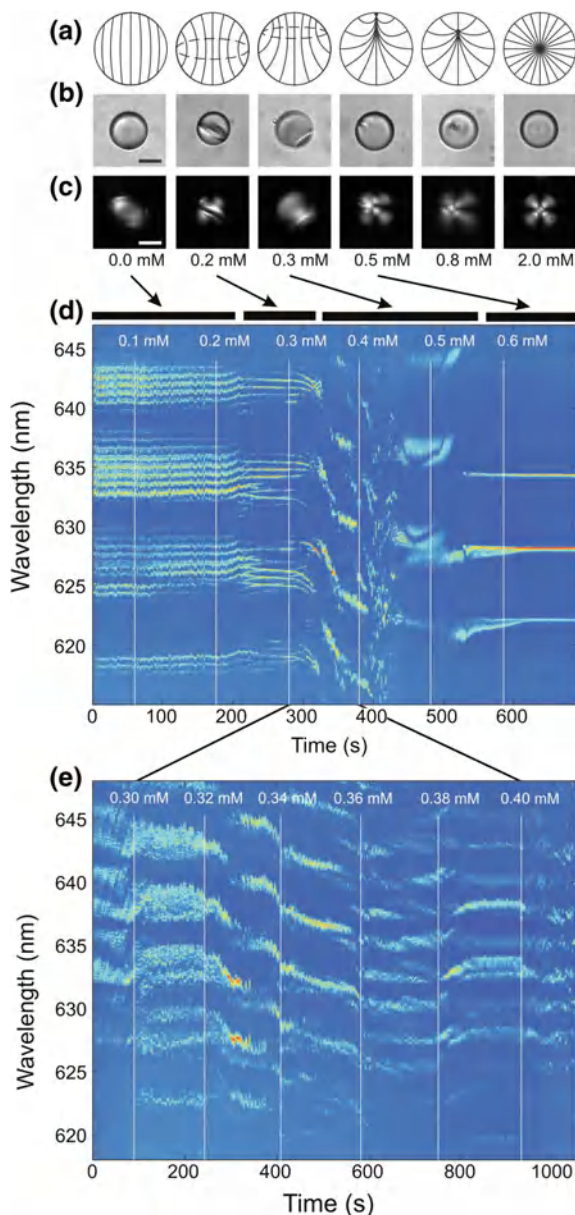 (a)
(b)
(c)
0.0 mM 0.2 mM 0.3 mM 0.5 mM 0.8 mM 2.0 mM
(d)
0.1 mM 0.2 mM 0.3 mM 0.4 mM 0.5 mM 0.6 mM
645
640
635
630
625
620
Wavelength (nm)
0 100 200 300 400 500 600
Time (s)
(e)
0.30 mM 0.32 mM 0.34 mM 0.36 mM 0.38 mM 0.40 mM
645
640
635
630
625
620
Wavelength (nm)
0 200 400 600 800 1000
Time (s)